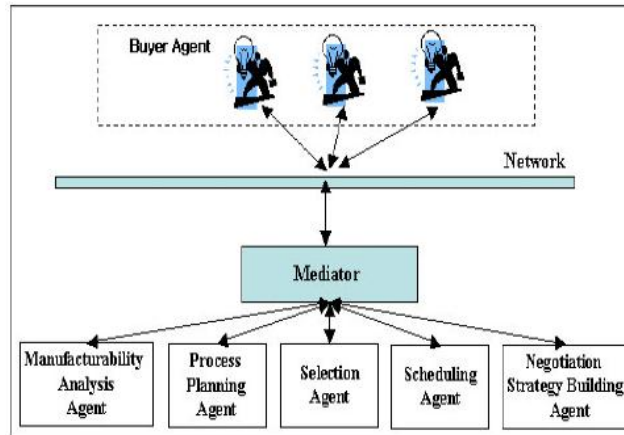 Buyer Agent
Network
Mediator
Manufacturability
Analysis
Agent
Process
Planning
Agent
Selection
Agent
Scheduling
Agent
Negotiation
Strategy Building
Agent